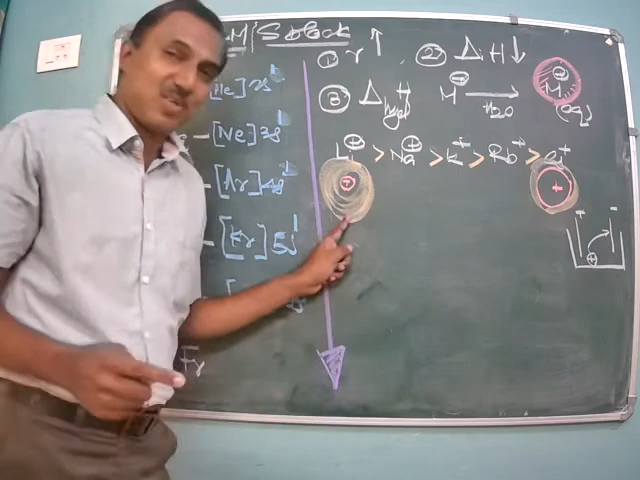 M| S block
① r ↑ ② ΔiH ↓
[He] 2s¹
③ ΔhydH M⊕ ⟶ H₂O M⊕ (aq)
– [Ne] 3s¹
Li⊕ > Na⊕ > K⁺ > Rb⁺ > Cs⁺
– [Ar] 4s¹
+ +
– [Kr] 5s¹
+ -
⊕
Fr